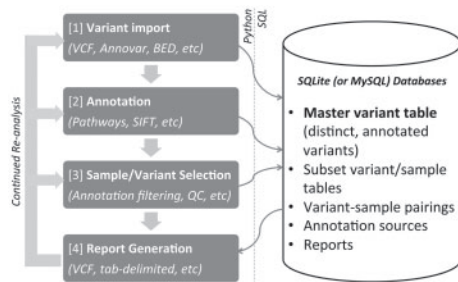 Continued Re-analysis
[1] Variant import
(VCF, Annovar, BED, etc)
[2] Annotation
(Pathways, SIFT, etc)
[3] Sample/Variant Selection
(Annotation filtering, QC, etc)
[4] Report Generation
(VCF, tab-delimited, etc)
Python
SQL
SQLite (or MySQL) Databases
• Master variant table
(distinct, annotated
variants)
• Subset variant/sample
tables
• Variant-sample pairings
• Annotation sources
• Reports